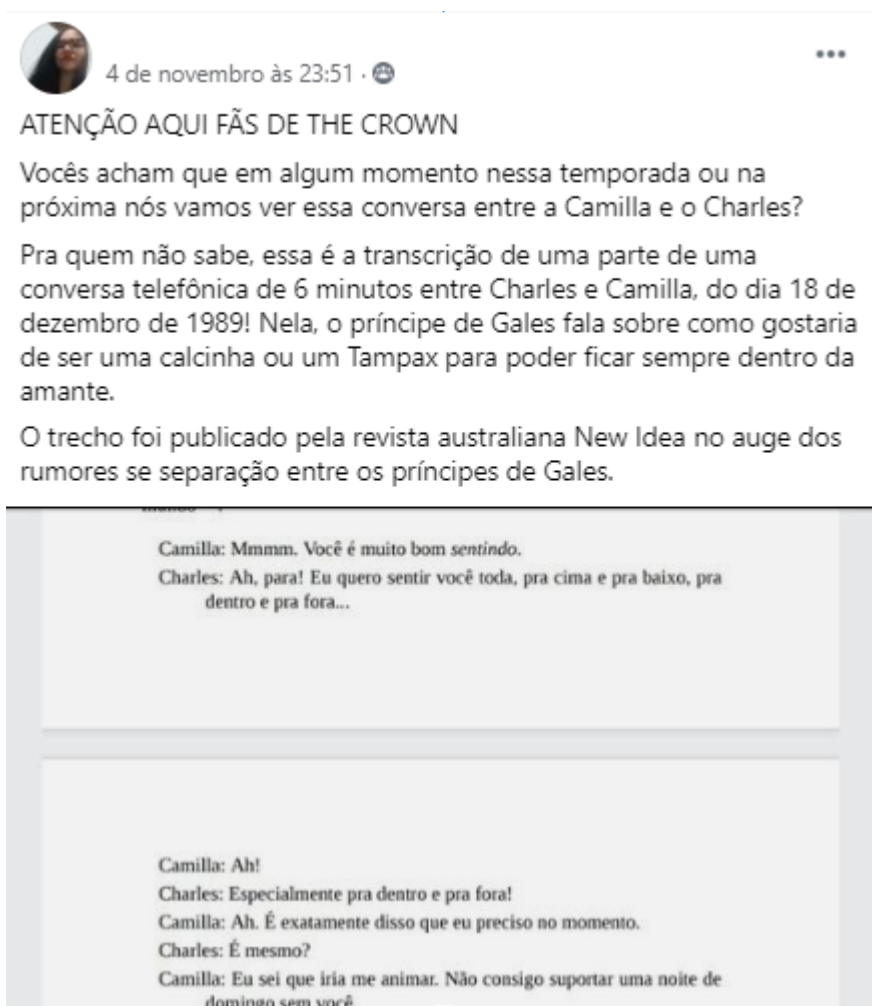 4 de novembro às 23:51 ·
ATENÇÃO AQUI FÃS DE THE CROWN
Vocês acham que em algum momento nessa temporada ou na
próxima nós vamos ver essa conversa entre a Camilla e o Charles?
Pra quem não sabe, essa é a transcrição de uma parte de uma
conversa telefônica de 6 minutos entre Charles e Camilla, do dia 18 de
dezembro de 1989! Nela, o príncipe de Gales fala sobre como gostaria
de ser uma calcinha ou um Tampax para poder ficar sempre dentro da
amante.
O trecho foi publicado pela revista australiana New Idea no auge dos
rumores se separação entre os príncipes de Gales.
Camilla: Mmmm. Você é muito bom sentindo.
Charles: Ah, para! Eu quero sentir você toda, pra cima e pra baixo, pra
dentro e pra fora...
Camilla: Ah!
Charles: Especialmente pra dentro e pra fora!
Camilla: Ah. É exatamente disso que eu preciso no momento.
Charles: É mesmo?
Camilla: Eu sei que iria me animar. Não consigo suportar uma noite de
domingo sem você